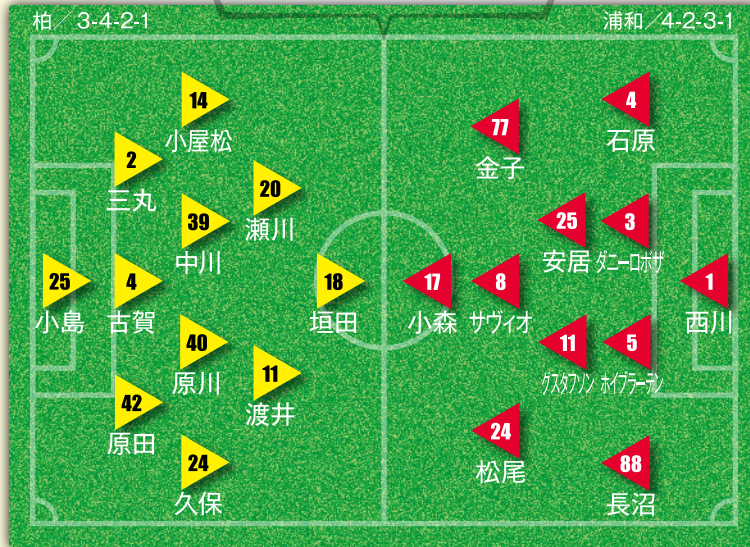 柏／3-4-2-1
浦和／4-2-3-1
14
小屋松
2
三丸
20
瀬川
39
中川
25
小島
4
古賀
18
垣田
40
原川
11
渡井
42
原田
24
久保
77
金子
4
石原
25
安居
3
ダニーロボザ
17
小森
8
サヴィオ
1
西川
11
グスタフソン
5
ホイブラーテン
24
松尾
88
長沼